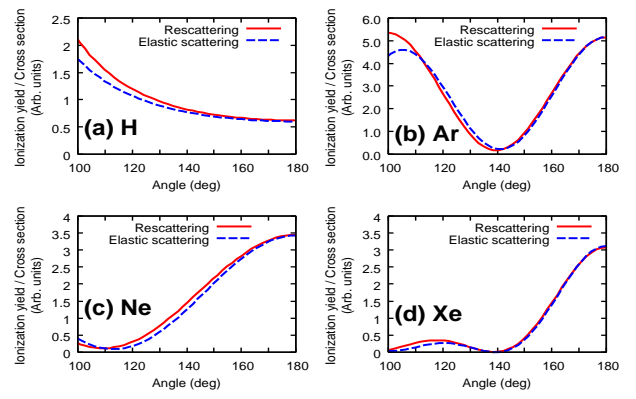 Ionization yield / Cross section
(Arb. units)
2.5
2
1.5
1
0.5
0
Rescattering
Elastic scattering
(a) H
100 120 140 160 180
Angle (deg)
Ionization yield / Cross section
(Arb. units)
6.0
5.0
4.0
3.0
2.0
1.0
0.0
Rescattering
Elastic scattering
(b) Ar
100 120 140 160 180
Angle (deg)
Ionization yield / Cross section
(Arb. units)
3.5
3
2.5
2
1.5
1
0.5
0
Rescattering
Elastic scattering
(c) Ne
100 120 140 160 180
Angle (deg)
Ionization yield / Cross section
(Arb. units)
4
3.5
3
2.5
2
1.5
1
0.5
0
Rescattering
Elastic scattering
(d) Xe
100 120 140 160 180
Angle (deg)